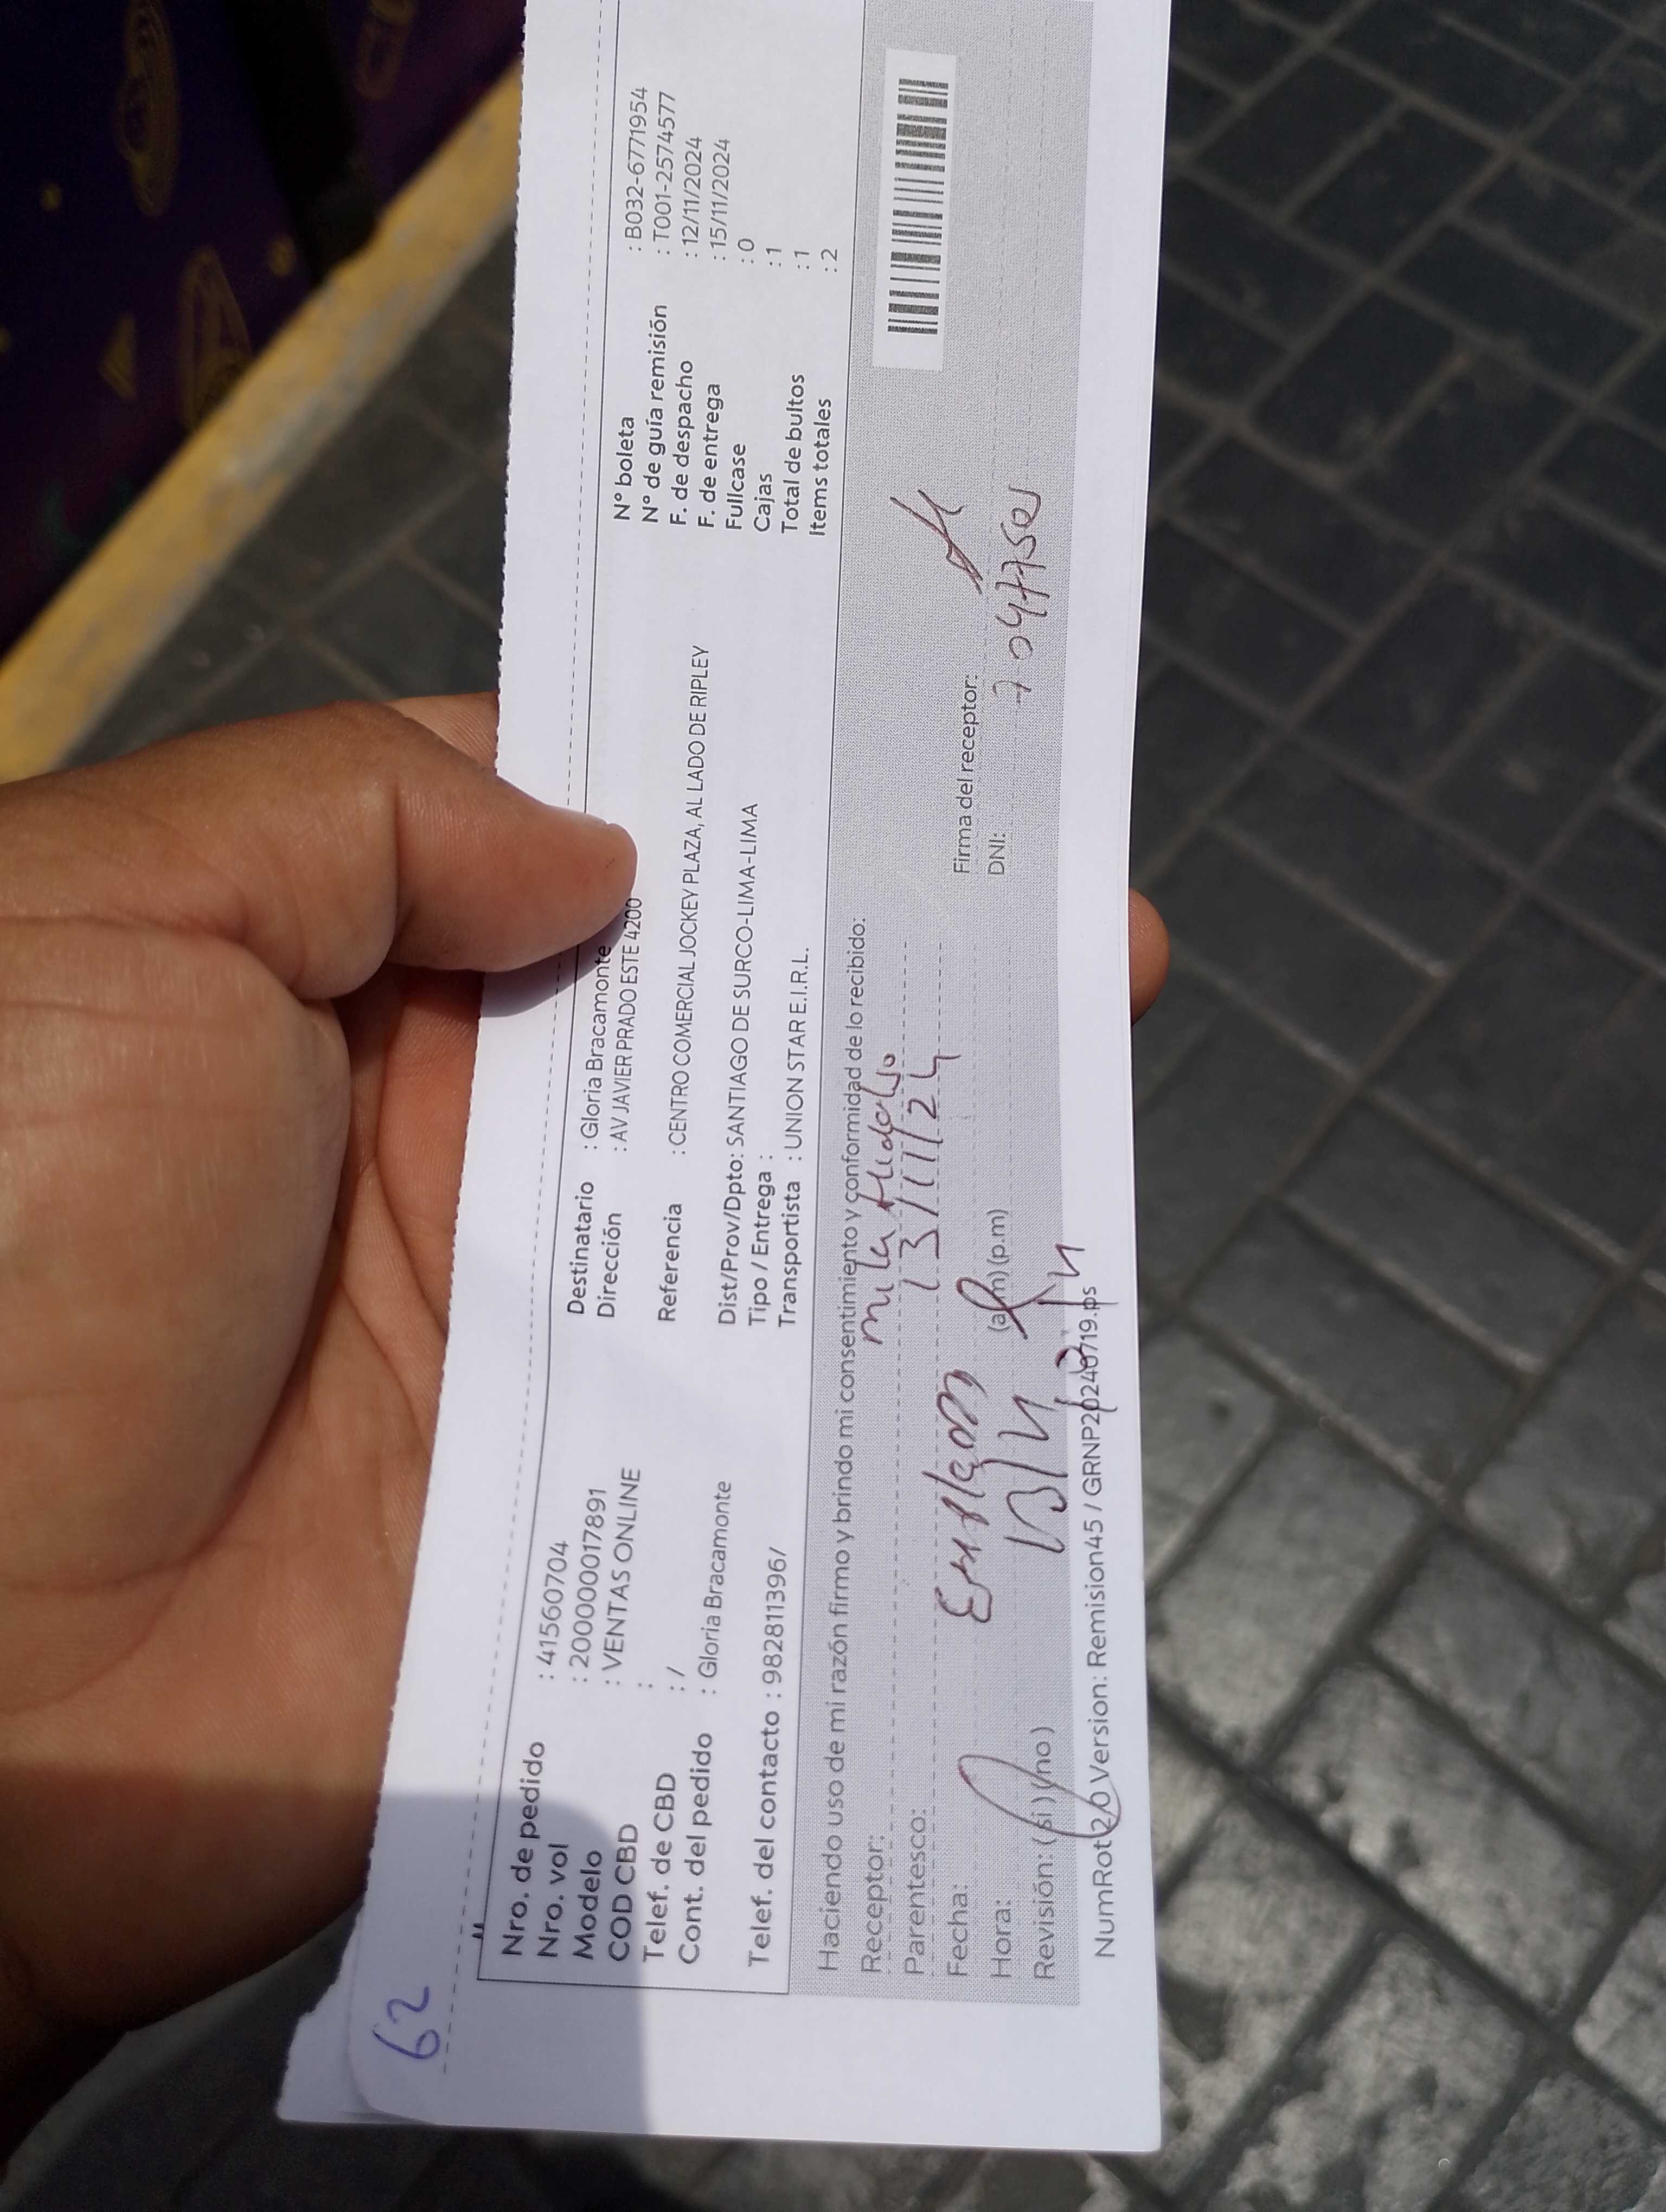 62
Nro. de pedido : 41560704
Nro. vol : 2000000017891
Modelo : VENTAS ONLINE
COD CBD :
Telef. de CBD : /
Cont. del pedido : Gloria Bracamonte
Telef. del contacto : 982811396/
Destinatario : Gloria Bracamonte
Dirección : AV JAVIER PRADO ESTE 4200
Referencia : CENTRO COMERCIAL JOCKEY PLAZA, AL LADO DE RIPLEY
Dist/Prov/Dpto: SANTIAGO DE SURCO-LIMA-LIMA
Tipo / Entrega :
Transportista : UNION STAR E.I.R.L.
N° boleta : B032-6771954
N° de guía remisión : T001-2574577
F. de despacho : 12/11/2024
F. de entrega : 15/11/2024
Fullcase : 0
Cajas : 1
Total de bultos : 1
Items totales : 2
Haciendo uso de mi razón firmo y brindo mi consentimiento y conformidad de lo recibido:
Receptor: mila
Parentesco: 13/11/24
Fecha:
Hora: (a.m) (p.m)
Revisión: (si) (no)
Firma del receptor:
DNI:
NumRot 20 Version: Remision45 / GRNP20240719.ps